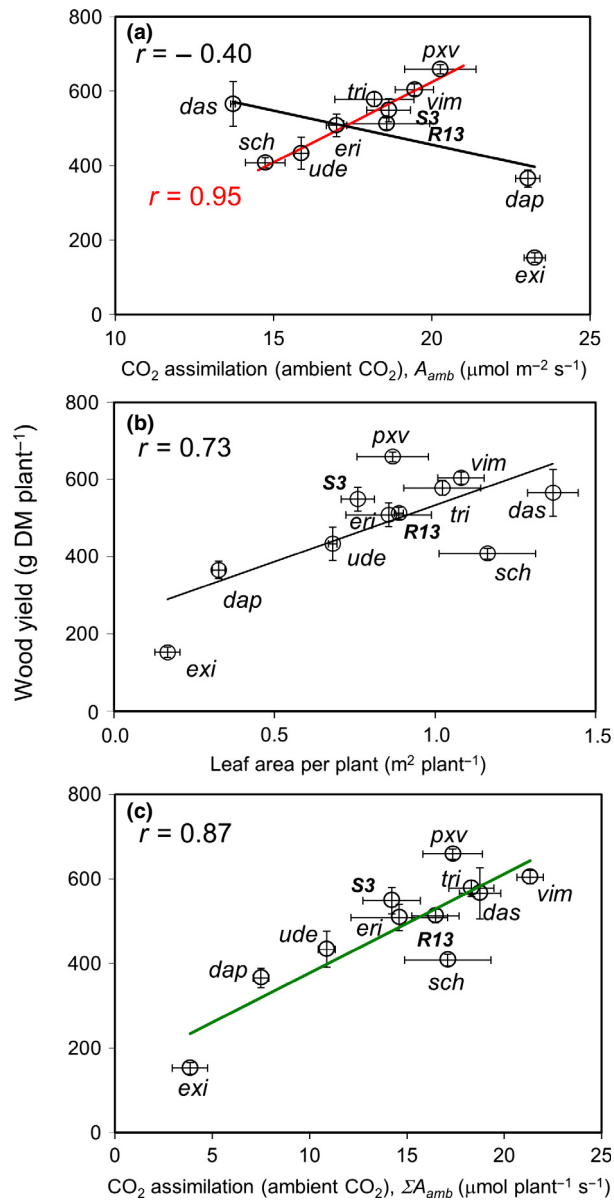 (a)
r = – 0.40
pxv
800
600
400
200
0
das
tri
vim
S3
R13
sch
eri
ude
r = 0.95
dap
exi
10 15 20 25
CO₂ assimilation (ambient CO₂), Aamb (μmol m⁻² s⁻¹)
Wood yield (g DM plant⁻¹)
(b)
r = 0.73
800
600
400
200
0
pxv
vim
S3
eri
tri
das
R13
ude
sch
dap
exi
0.0 0.5 1.0 1.5
Leaf area per plant (m² plant⁻¹)
(c)
r = 0.87
800
600
400
200
0
pxv
tri
S3
vim
das
eri
R13
ude
sch
dap
exi
0 5 10 15 20 25
CO₂ assimilation (ambient CO₂), ΣAamb (μmol plant⁻¹ s⁻¹)